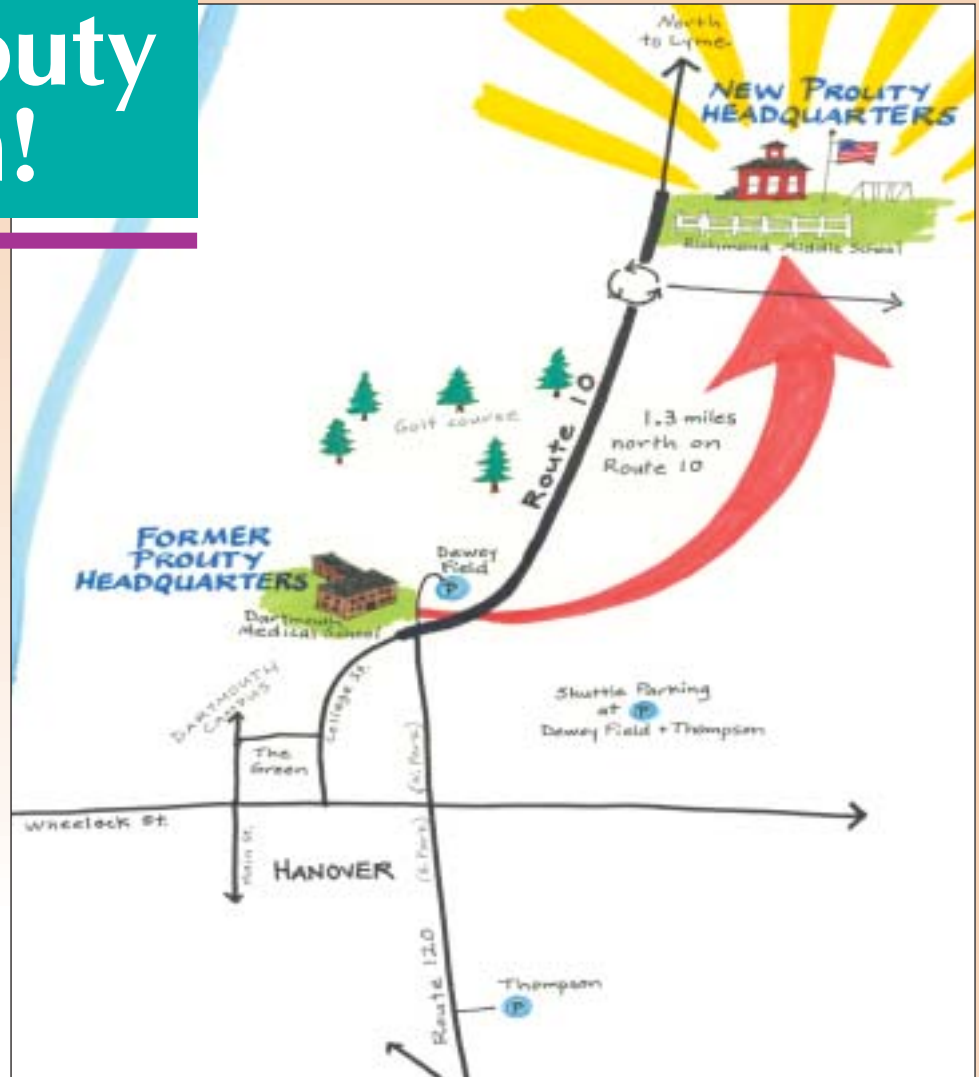 outy
!
North
to Lyme
NEW PROUTY
HEADQUARTERS
Richmond Middle School
Route 10
Golf course
1.3 miles
north on
Route 10
FORMER
PROUTY
HEADQUARTERS
Dewey
Field
P
Dartmouth
Medical School
DARTMOUTH
CAMPUS
College St.
Shuttle Parking
at P
Dewey Field + Thompson
The
Green
(N. Park)
Wheelock St.
Main St.
HANOVER
(S. Park)
Route 120
Thompson
P